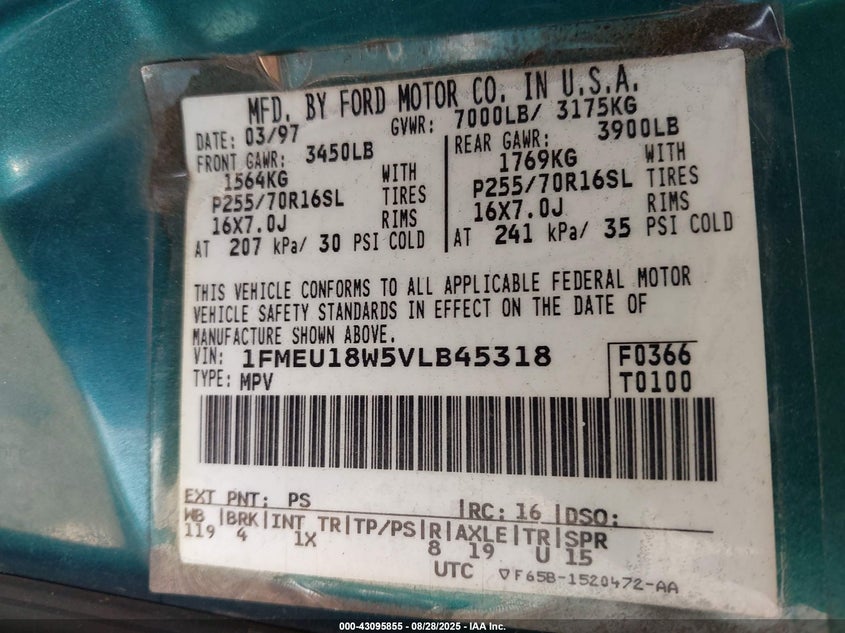 MFD. BY FORD MOTOR CO. IN U.S.A.
DATE: 03/97 GVWR: 7000LB/ 3175KG
FRONT GAWR: 3450LB REAR GAWR: 3900LB
1564KG WITH 1769KG WITH
P255/70R16SL TIRES P255/70R16SL TIRES
16X7.0J RIMS 16X7.0J RIMS
AT 207 kPa/ 30 PSI COLD AT 241 kPa/ 35 PSI COLD
THIS VEHICLE CONFORMS TO ALL APPLICABLE FEDERAL MOTOR
VEHICLE SAFETY STANDARDS IN EFFECT ON THE DATE OF
MANUFACTURE SHOWN ABOVE.
VIN: 1FMEU18W5VLB45318 F0366
TYPE: MPV T0100
EXT PNT: PS RC: 16 DSO:
WB BRK INT TR TP/PS R AXLE TR SPR
119 4 1X 8 19 U 15
UTC ▽F65B-1520472-AA
000-43095855 - 08/28/2025 - IAA Inc.